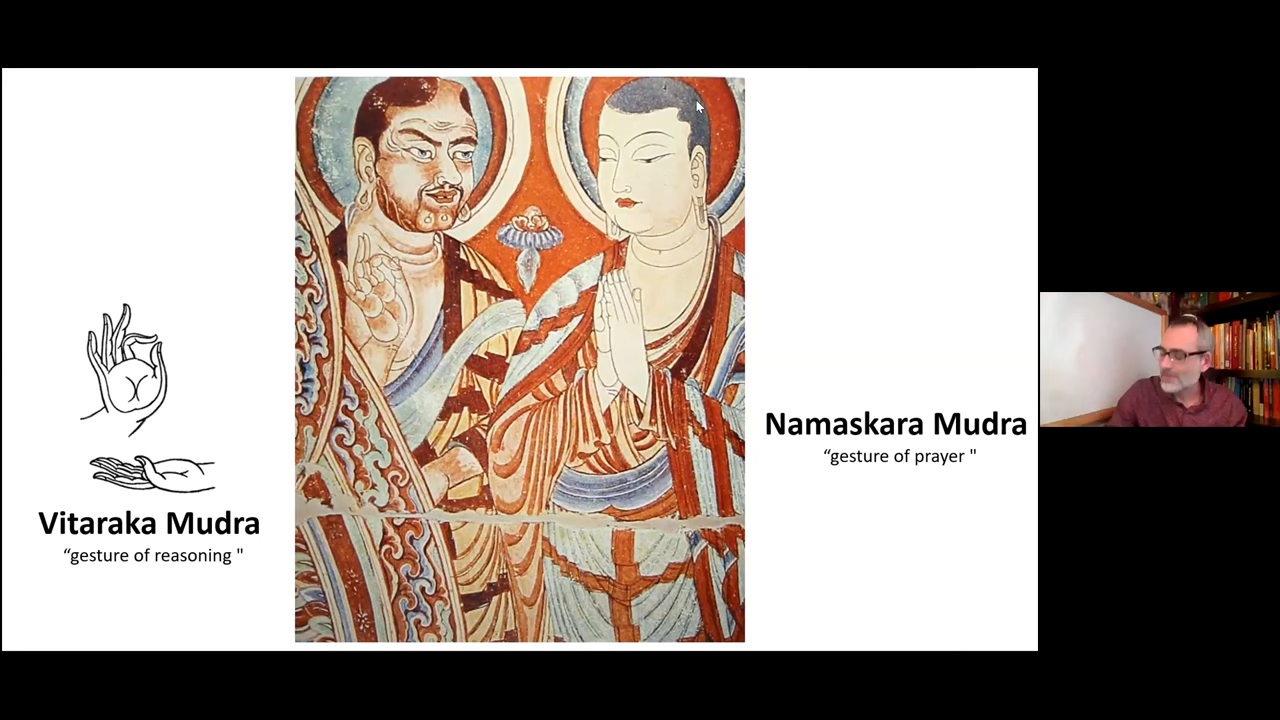 Vitaraka Mudra
“gesture of reasoning "
Namaskara Mudra
“gesture of prayer "